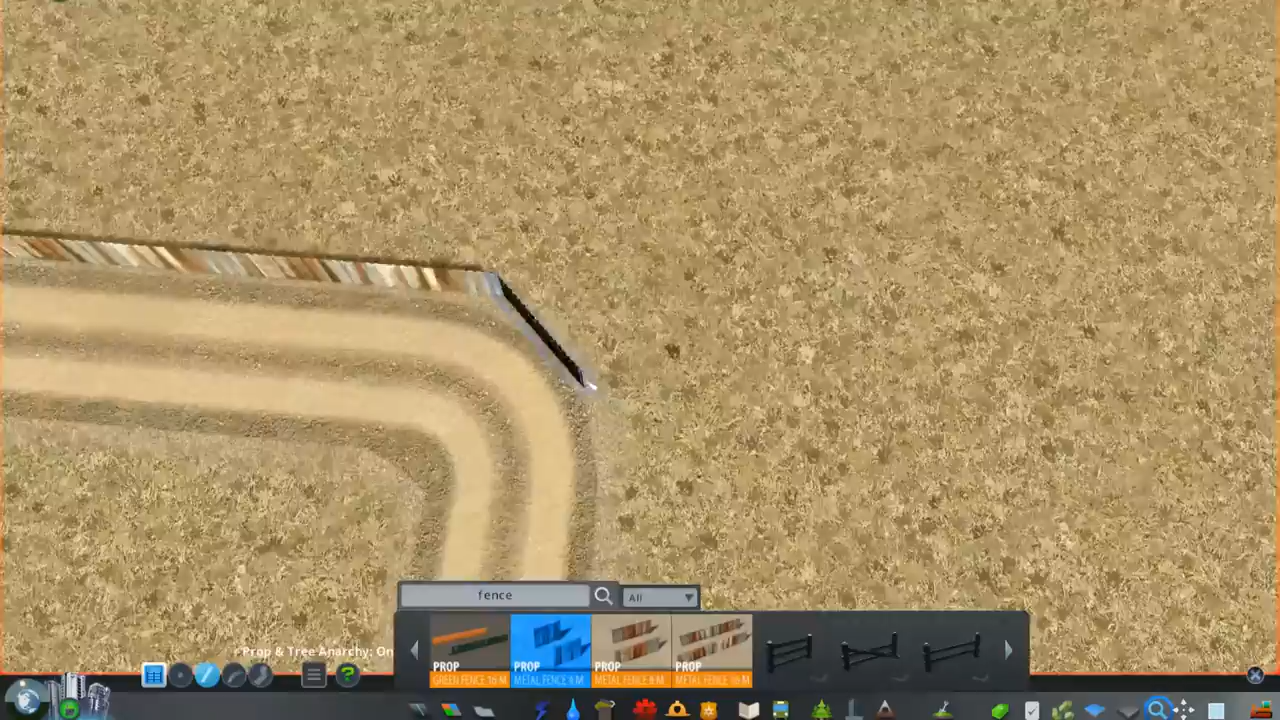 fence
All
PROP
GREEN FENCE 16 M
PROP
METAL FENCE 4 M
PROP
METAL FENCE 8 M
PROP
METAL FENCE 16 M
Prop & Tree Anarchy: On